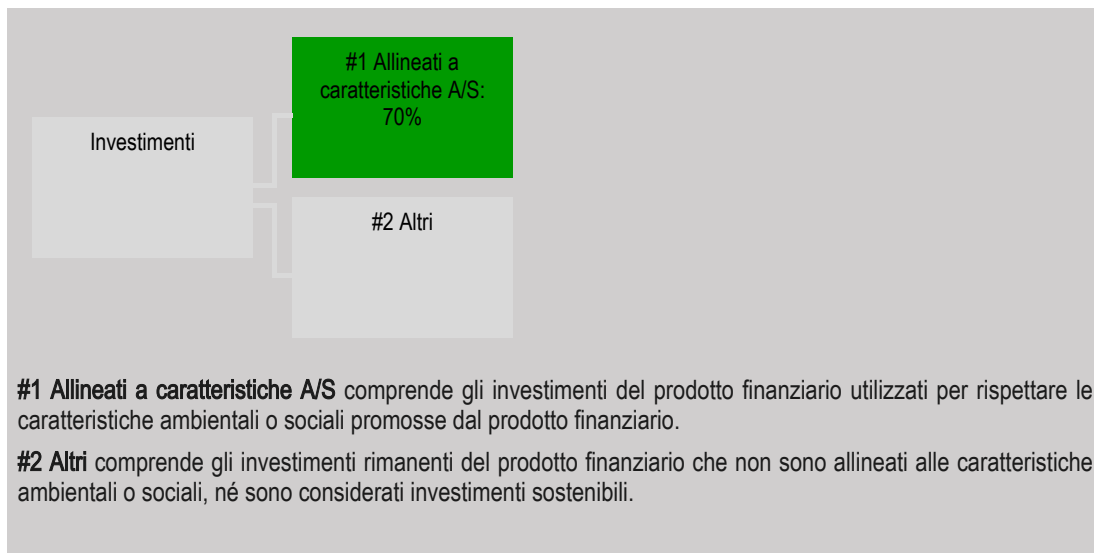 #1 Allineati a
caratteristiche A/S:
70%
Investimenti
#2 Altri
#1 Allineati a caratteristiche A/S comprende gli investimenti del prodotto finanziario utilizzati per rispettare le
caratteristiche ambientali o sociali promosse dal prodotto finanziario.
#2 Altri comprende gli investimenti rimanenti del prodotto finanziario che non sono allineati alle caratteristiche
ambientali o sociali, né sono considerati investimenti sostenibili.